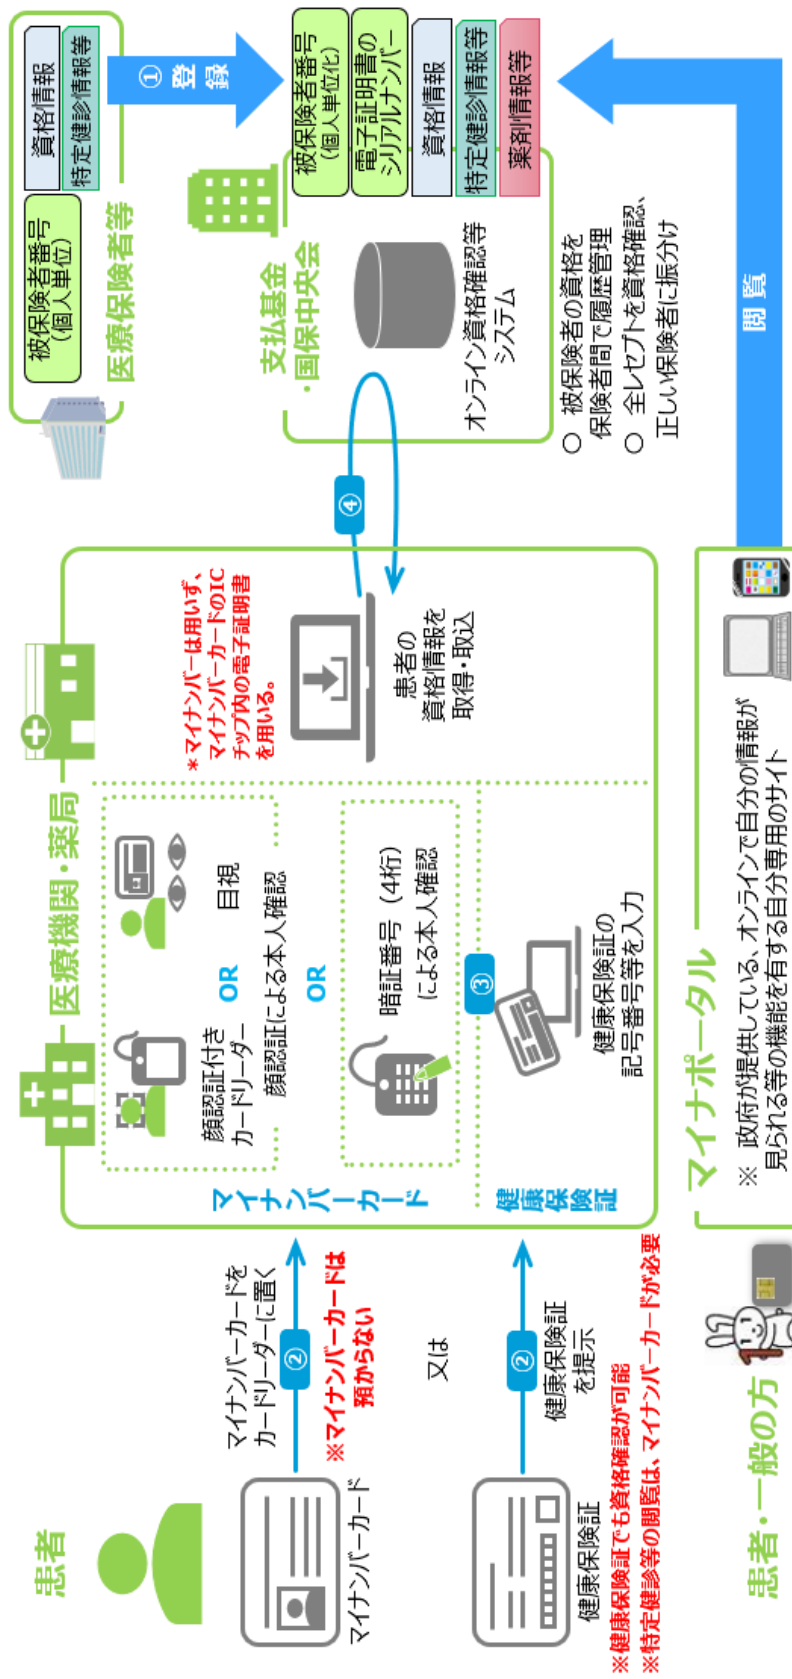 患者
マイナンバーカード
マイナンバーカードを
カードリーダーに置く
②
※マイナンバーカードは
預からない
又は
健康保険証
②
健康保険証
を提示
※健康保険証でも資格確認が可能
※特定健診等の閲覧は、マイナンバーカードが必要
医療機関・薬局
マイナンバーカード
顔認証付き
カードリーダー
OR
目視
顔認証による本人確認
OR
暗証番号（4桁）
による本人確認
健康保険証
③
健康保険証の
記号番号等を入力
＊マイナンバーは用いず、
マイナンバーカードのIC
チップ内の電子証明書
を用いる。
患者の
資格情報を
取得・取込
④
医療保険者等
被保険者番号
（個人単位）
資格情報
特定健診情報等
①
登録
支払基金
・国保中央会
被保険者番号
（個人単位化）
電子証明書の
シリアルナンバー
資格情報
特定健診情報等
薬剤情報等
オンライン資格確認等
システム
○ 被保険者の資格を
保険者間で履歴管理
○ 全レセプトを資格確認、
正しい保険者に振分け
患者・一般の方
マイナポータル
※ 政府が提供している、オンラインで自分の情報が
見られる等の機能を有する自分専用のサイト
閲覧